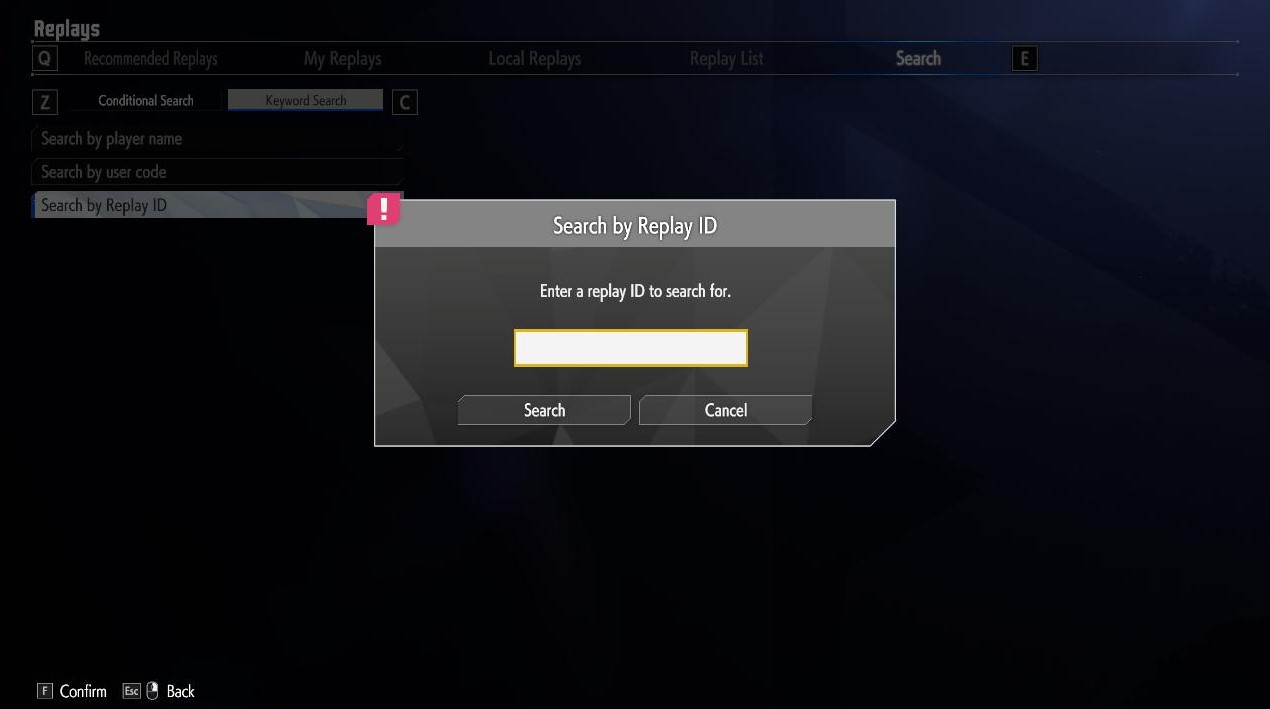 Replays
Q Recommended Replays My Replays Local Replays Replay List Search E
Z Conditional Search Keyword Search C
Search by player name
Search by user code
Search by Replay ID
!
Search by Replay ID
Enter a replay ID to search for.
Search Cancel
F Confirm Esc Back